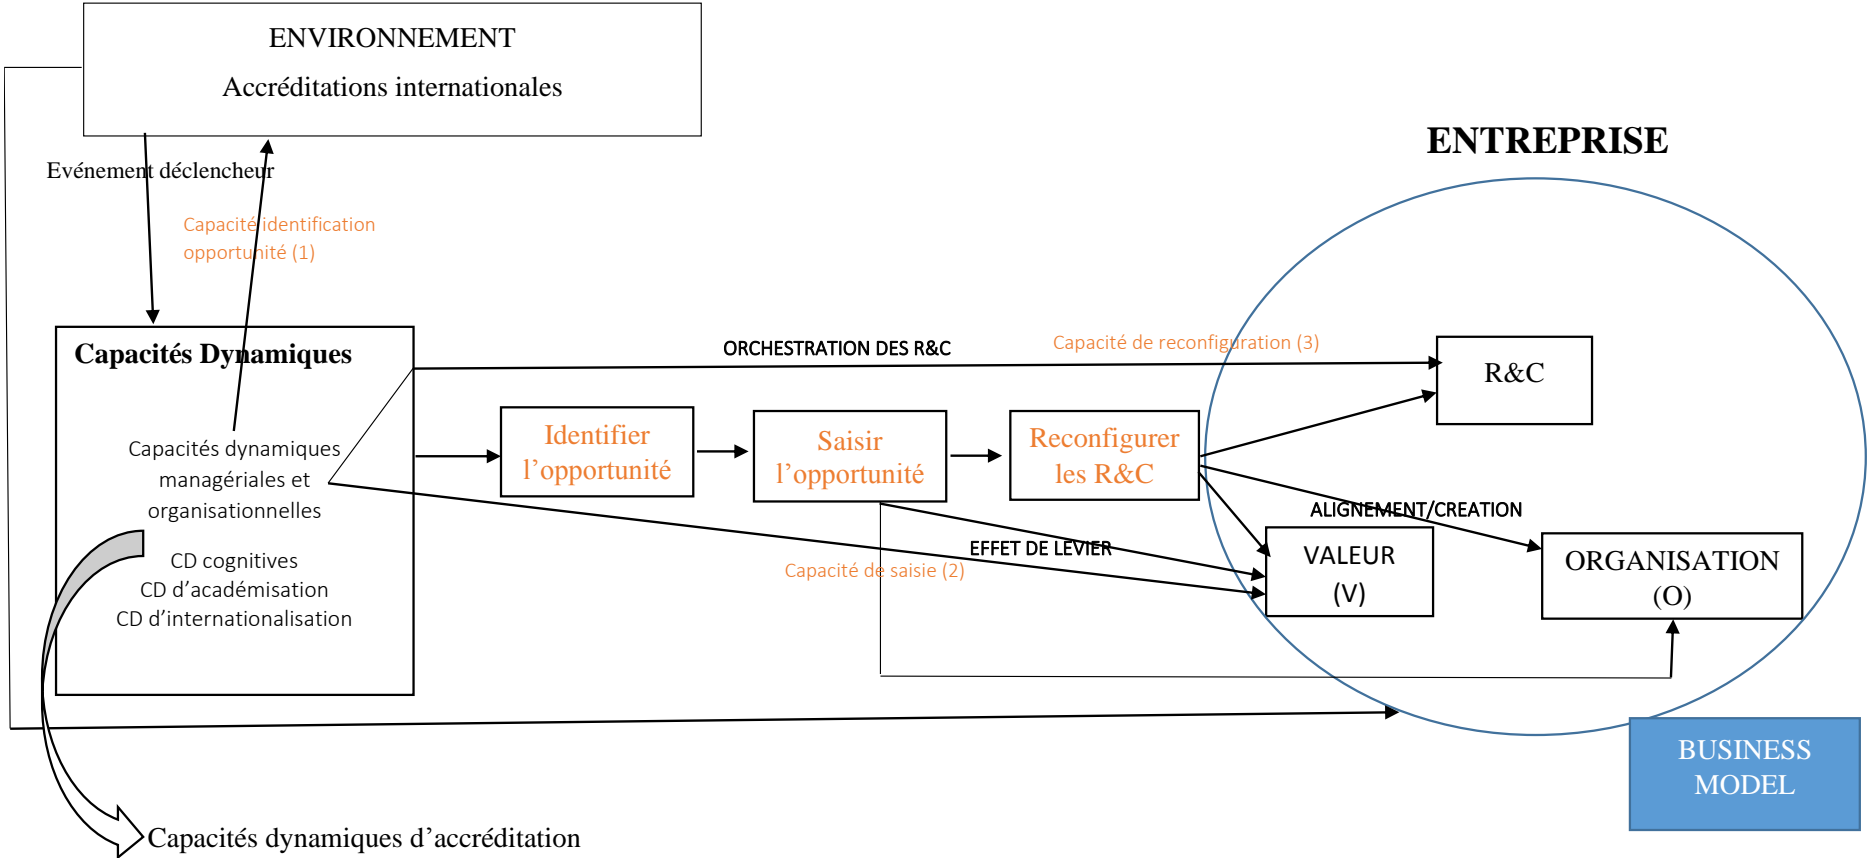 ENVIRONNEMENT
Accréditations internationales
ENTREPRISE
Evénement déclencheur
Capacité identification
opportunité (1)
Capacités Dynamiques
ORCHESTRATION DES R&C
Capacité de reconfiguration (3)
R&C
Capacités dynamiques
managériales et
organisationnelles
CD cognitives
CD d’académisation
CD d’internationalisation
Identifier
l’opportunité
Saisir
l’opportunité
Reconfigurer
les R&C
ALIGNEMENT/CREATION
EFFET DE LEVIER
Capacité de saisie (2)
VALEUR
(V)
ORGANISATION
(O)
BUSINESS
MODEL
Capacités dynamiques d’accréditation